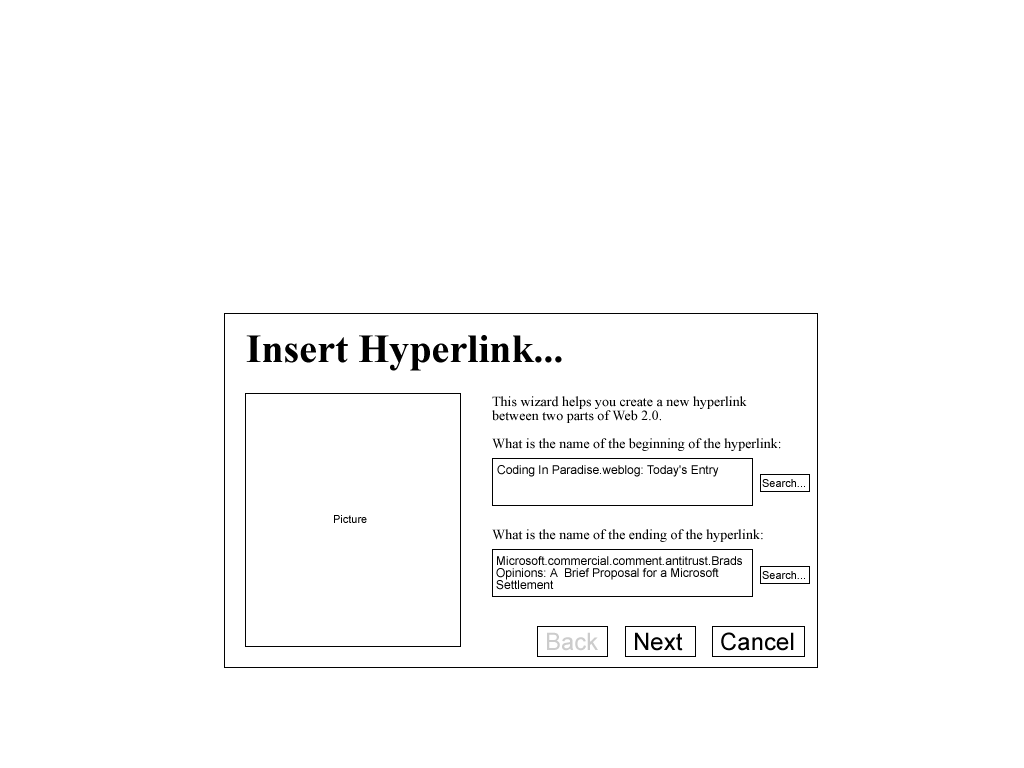 Insert Hyperlink...
This wizard helps you create a new hyperlink
between two parts of Web 2.0.
What is the name of the beginning of the hyperlink:
Coding In Paradise.weblog: Today's Entry
Search...
Picture
What is the name of the ending of the hyperlink:
Microsoft.commercial.comment.antitrust.Brads
Opinions: A  Brief Proposal for a Microsoft
Settlement
Search...
Back
Next
Cancel